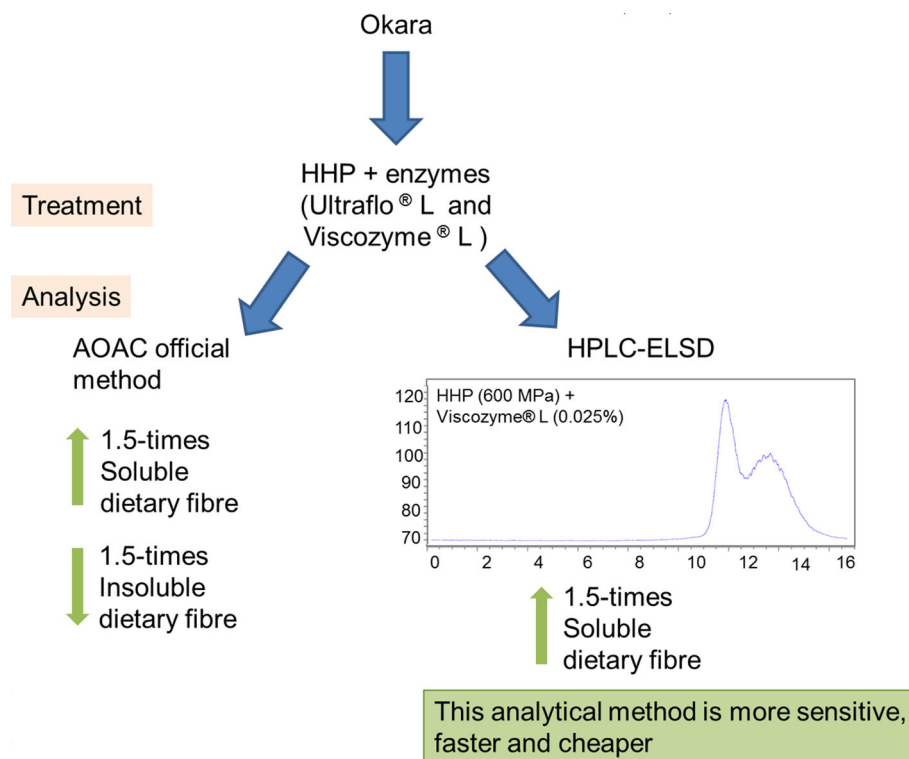 Okara
HHP + enzymes
(Ultraflo ® L and
Viscozyme ® L )
Treatment
Analysis
AOAC official
method
1.5-times
Soluble
dietary fibre
1.5-times
Insoluble
dietary fibre
HPLC-ELSD
HHP (600 MPa) +
Viscozyme® L (0.025%)
120
110
100
90
80
70
0 2 4 6 8 10 12 14 16
1.5-times
Soluble
dietary fibre
This analytical method is more sensitive,
faster and cheaper